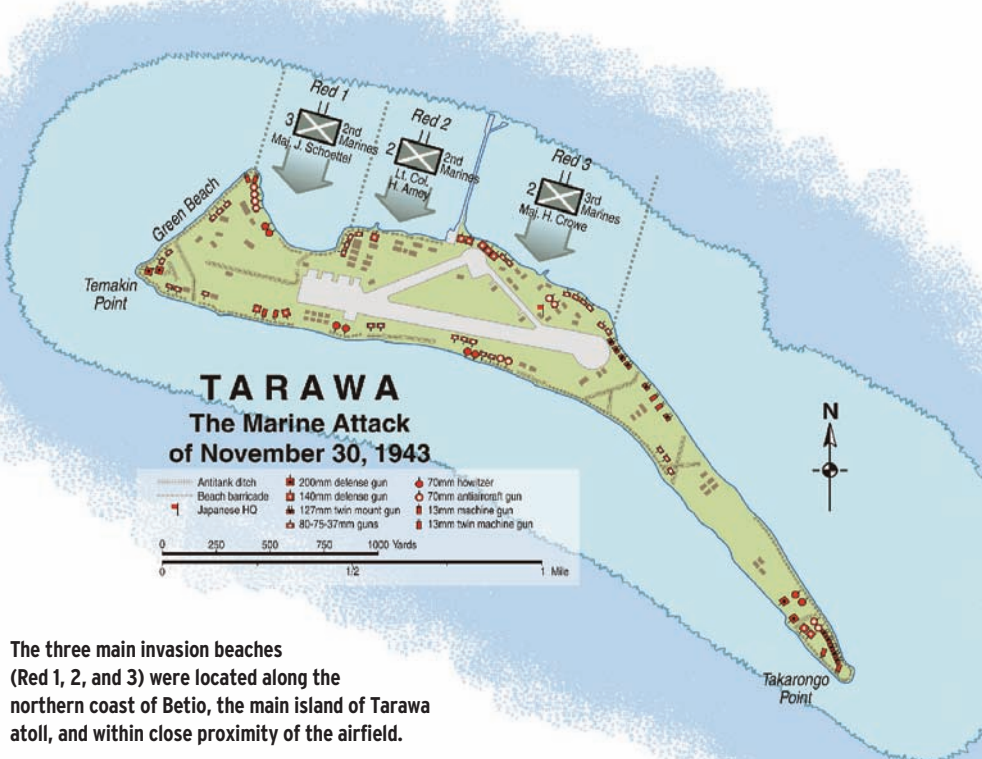 Red 1
3
2nd
Marines
Maj. J. Schoettel
Red 2
2
2nd
Marines
Lt. Col.
H. Amey
Red 3
2
3rd
Marines
Maj. H. Crowe
Green Beach
Temakin
Point
TARAWA
The Marine Attack
of November 30, 1943
N
Antitank ditch
Beach barricade
Japanese HQ
200mm defense gun
140mm defense gun
127mm twin mount gun
80-75-37mm guns
70mm howitzer
70mm antiaircraft gun
13mm machine gun
13mm twin machine gun
0 250 500 750 1000 Yards
0 1/2 1 Mile
Takarongo
Point
The three main invasion beaches
(Red 1, 2, and 3) were located along the
northern coast of Betio, the main island of Tarawa
atoll, and within close proximity of the airfield.